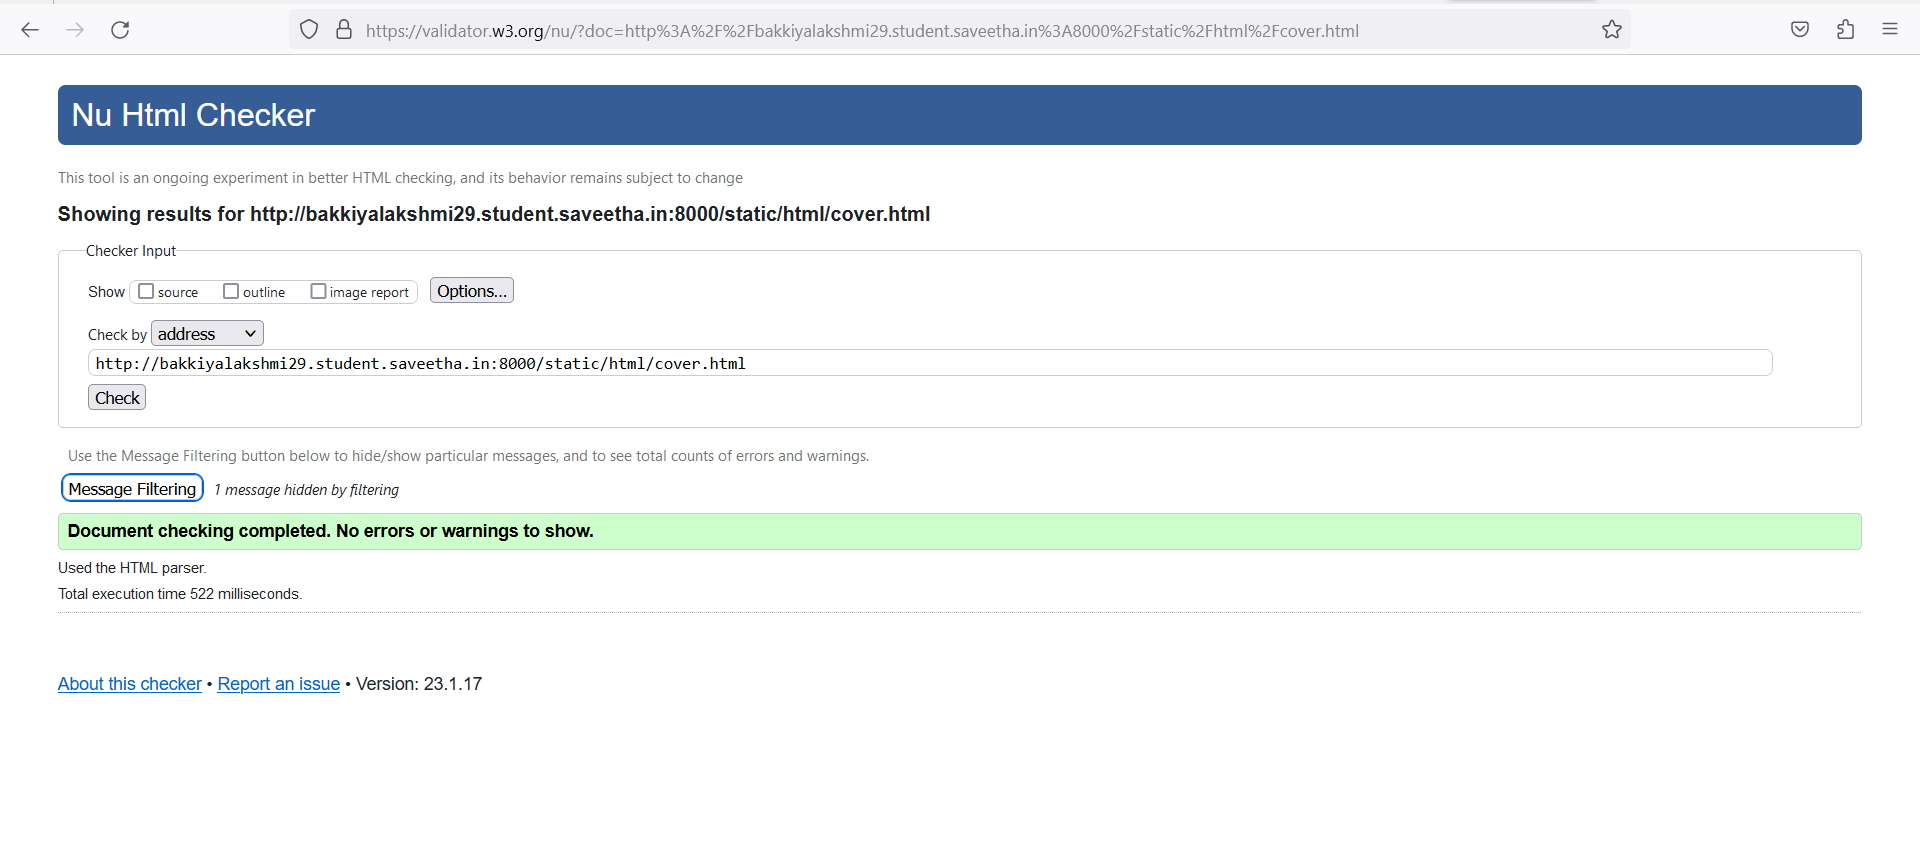 https://validator.w3.org/nu/?doc=http%3A%2F%2Fbakkiyalakshmi29.student.saveetha.in%3A8000%2Fstatic%2Fhtml%2Fcover.html
Nu Html Checker
This tool is an ongoing experiment in better HTML checking, and its behavior remains subject to change
Showing results for http://bakkiyalakshmi29.student.saveetha.in:8000/static/html/cover.html
Checker Input
Show source outline image report Options...
Check by address
http://bakkiyalakshmi29.student.saveetha.in:8000/static/html/cover.html
Check
Use the Message Filtering button below to hide/show particular messages, and to see total counts of errors and warnings.
Message Filtering 1 message hidden by filtering
Document checking completed. No errors or warnings to show.
Used the HTML parser.
Total execution time 522 milliseconds.
About this checker • Report an issue • Version: 23.1.17